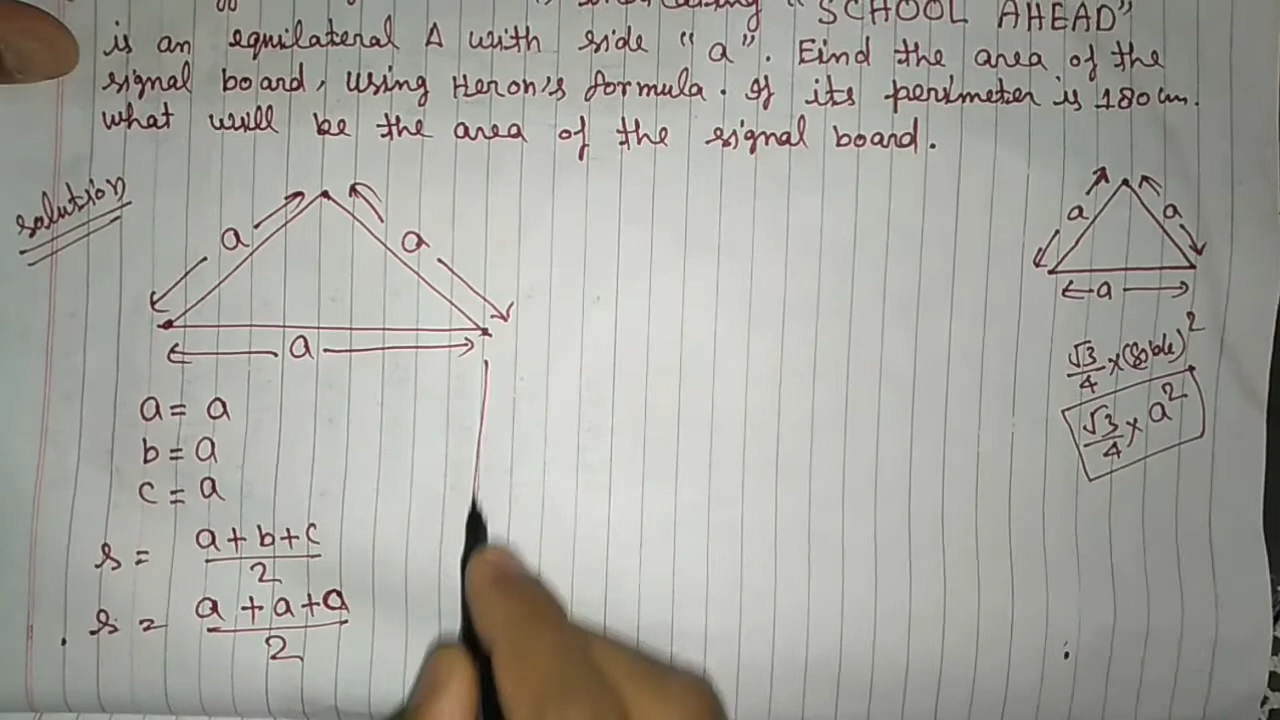 "SCHOOL AHEAD"
is an equilateral Δ with side "a". Find the area of the
signal board, using Heron's formula. If its perimeter is 180cm.
what will be the area of the signal board.
solution
a
a
a
a = a
b = a
c = a
s = a+b+c/2
s = a+a+a/2
a
a
a
√3/4 × (Side)²
√3/4 × a²